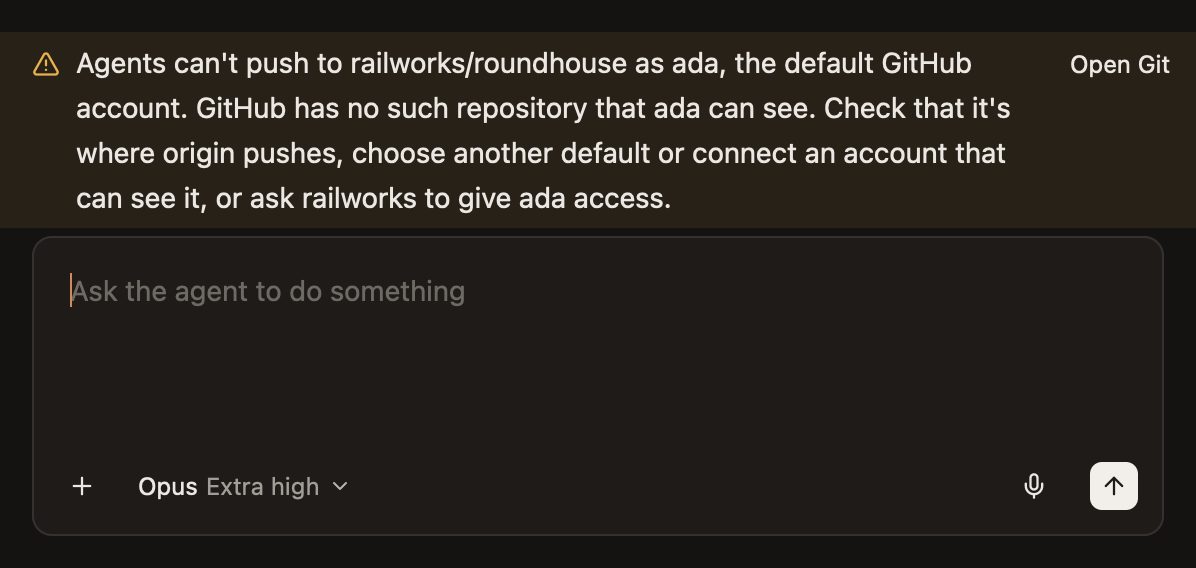 Agents can't push to railworks/roundhouse as ada, the default GitHub
account. GitHub has no such repository that ada can see. Check that it's
where origin pushes, choose another default or connect an account that
can see it, or ask railworks to give ada access.
Open Git
Ask the agent to do something
Opus Extra high